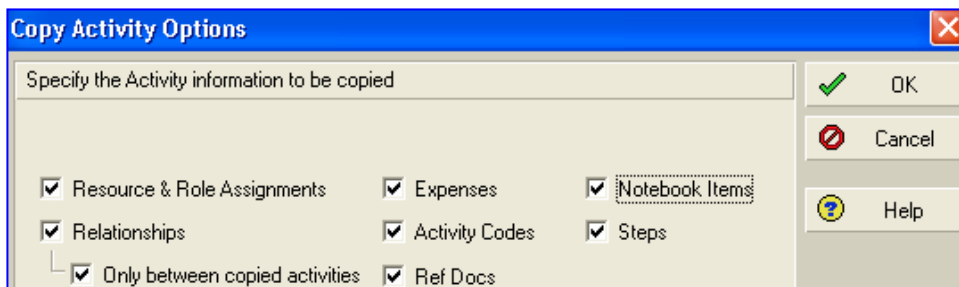 Copy Activity Options
Specify the Activity information to be copied
OK
Cancel
Resource & Role Assignments
Expenses
Notebook Items
Help
Relationships
Activity Codes
Steps
Only between copied activities
Ref Docs